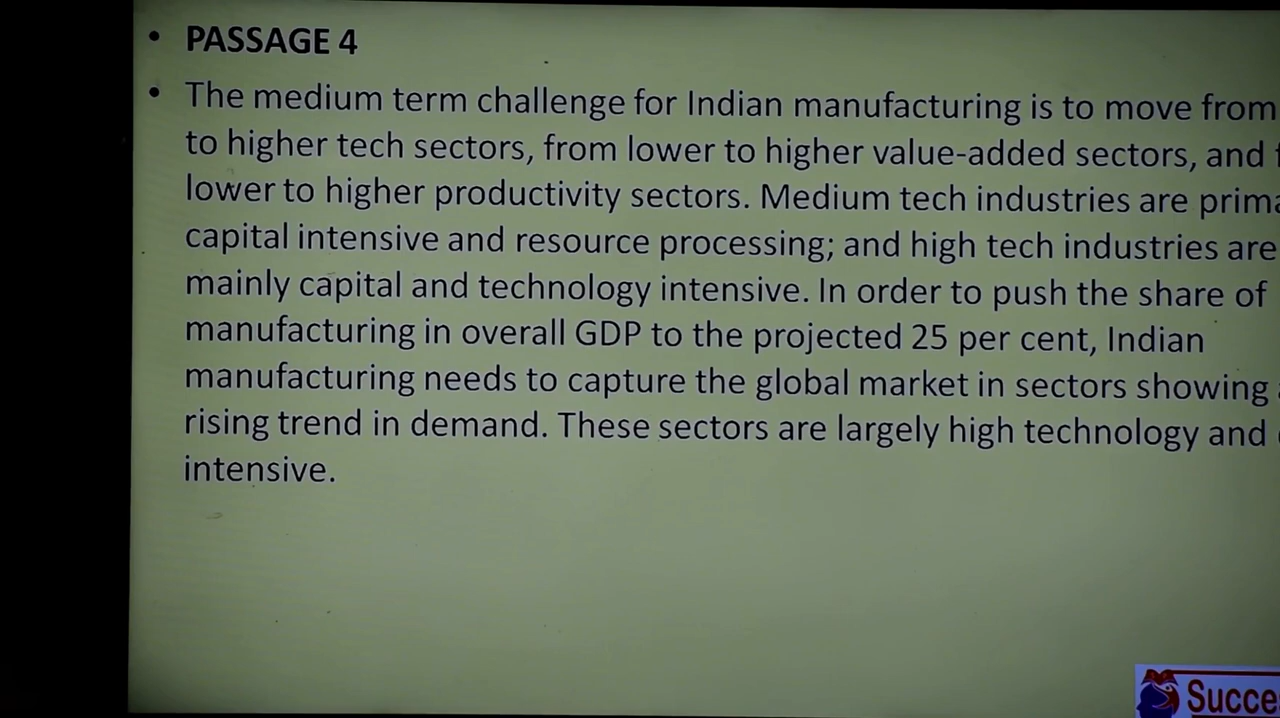 • PASSAGE 4
• The medium term challenge for Indian manufacturing is to move from
to higher tech sectors, from lower to higher value-added sectors, and
lower to higher productivity sectors. Medium tech industries are
capital intensive and resource processing; and high tech industries are
mainly capital and technology intensive. In order to push the share of
manufacturing in overall GDP to the projected 25 per cent, Indian
manufacturing needs to capture the global market in sectors showing
rising trend in demand. These sectors are largely high technology and
intensive.